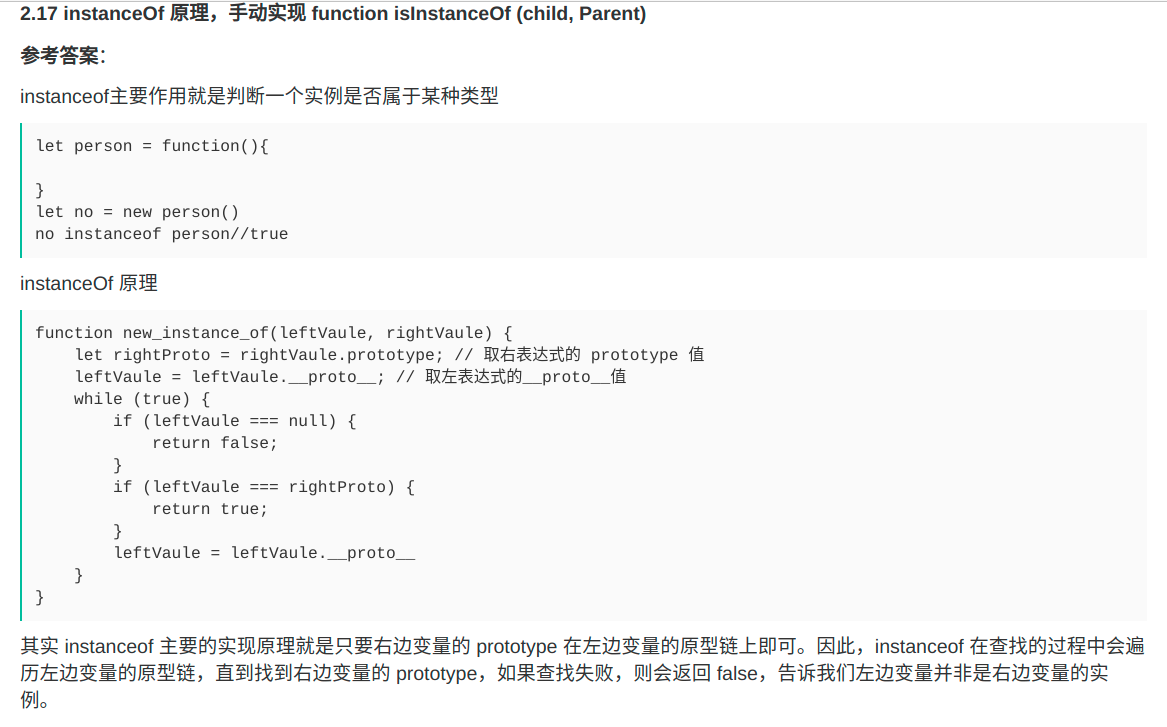 2.17 instanceOf 原理，手动实现 function isInstanceOf (child, Parent)
参考答案：
instanceof主要作用就是判断一个实例是否属于某种类型
let person = function(){
}
let no = new person()
no instanceof person//true
instanceOf 原理
function new_instance_of(leftVaule, rightVaule) {
    let rightProto = rightVaule.prototype; // 取右表达式的 prototype 值
    leftVaule = leftVaule.__proto__; // 取左表达式的__proto__值
    while (true) {
        if (leftVaule === null) {
            return false;
        }
        if (leftVaule === rightProto) {
            return true;
        }
        leftVaule = leftVaule.__proto__
    }
}
其实 instanceof 主要的实现原理就是只要右边变量的 prototype 在左边变量的原型链上即可。因此，instanceof 在查找的过程中会遍
历左边变量的原型链，直到找到右边变量的 prototype，如果查找失败，则会返回 false，告诉我们左边变量并非是右边变量的实
例。